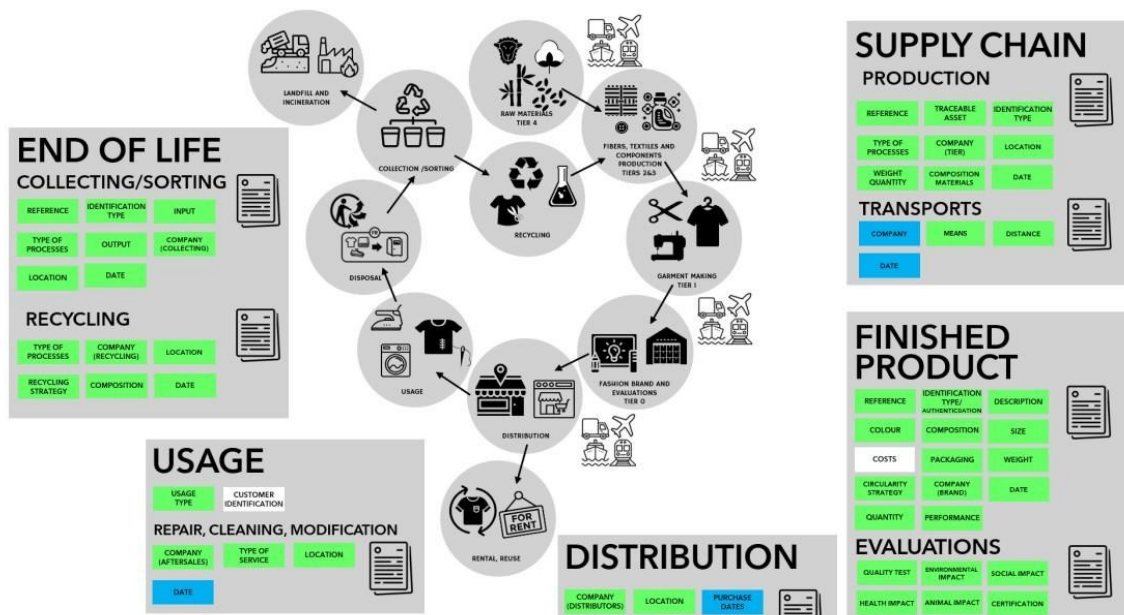 LANDFILL AND
INCINERATION
COLLECTION /SORTING
RAW MATERIALS
TIER 4
FIBERS, TEXTILES AND
COMPONENTS
PRODUCTION
TIERS 2&3
RECYCLING
DISPOSAL
GARMENT MAKING
TIER 1
USAGE
FASHION BRAND AND
EVALUATIONS
TIER 0
DISTRIBUTION
FOR
RENT
RENTAL, REUSE
END OF LIFE
COLLECTING/SORTING
REFERENCE
IDENTIFICATION
TYPE
INPUT
TYPE OF
PROCESSES
OUTPUT
COMPANY
(COLLECTING)
LOCATION
DATE
RECYCLING
TYPE OF
PROCESSES
COMPANY
(RECYCLING)
LOCATION
RECYCLING
STRATEGY
COMPOSITION
DATE
USAGE
USAGE
TYPE
CUSTOMER
IDENTIFICATION
REPAIR, CLEANING, MODIFICATION
COMPANY
(AFTERSALES)
TYPE OF
SERVICE
LOCATION
DATE
DISTRIBUTION
COMPANY
(DISTRIBUTORS)
LOCATION
PURCHASE
DATES
SUPPLY CHAIN
PRODUCTION
REFERENCE
TRACEABLE
ASSET
IDENTIFICATION
TYPE
TYPE OF
PROCESSES
COMPANY
(TIER)
LOCATION
WEIGHT
QUANTITY
COMPOSITION
MATERIALS
DATE
TRANSPORTS
COMPANY
MEANS
DISTANCE
DATE
FINISHED
PRODUCT
REFERENCE
IDENTIFICATION
TYPE/
AUTHENTICATION
DESCRIPTION
COLOUR
COMPOSITION
SIZE
COSTS
PACKAGING
WEIGHT
CIRCULARITY
STRATEGY
COMPANY
(BRAND)
DATE
QUANTITY
PERFORMANCE
EVALUATIONS
QUALITY TEST
ENVIRONMENTAL
IMPACT
SOCIAL IMPACT
HEALTH IMPACT
ANIMAL IMPACT
CERTIFICATION